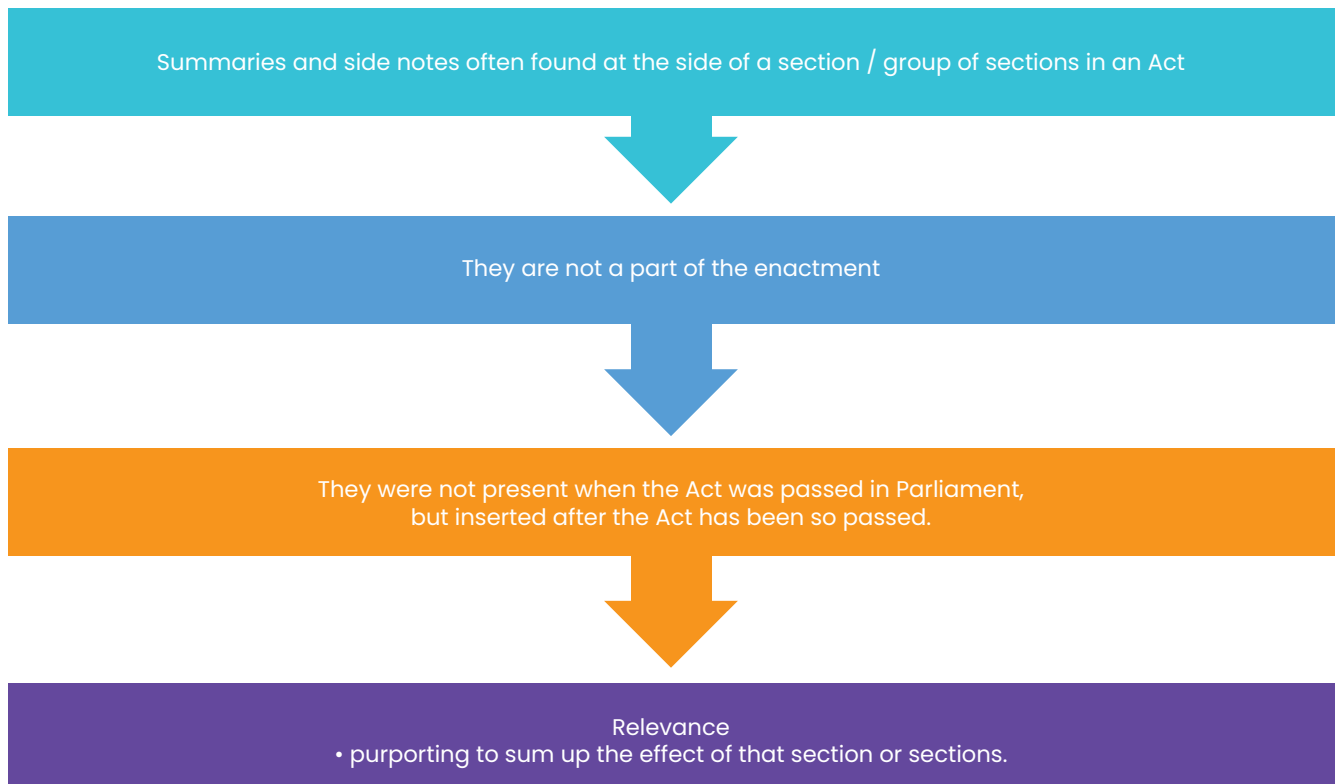 Summaries and side notes often found at the side of a section / group of sections in an Act
They are not a part of the enactment
They were not present when the Act was passed in Parliament,
but inserted after the Act has been so passed.
Relevance
• purporting to sum up the effect of that section or sections.